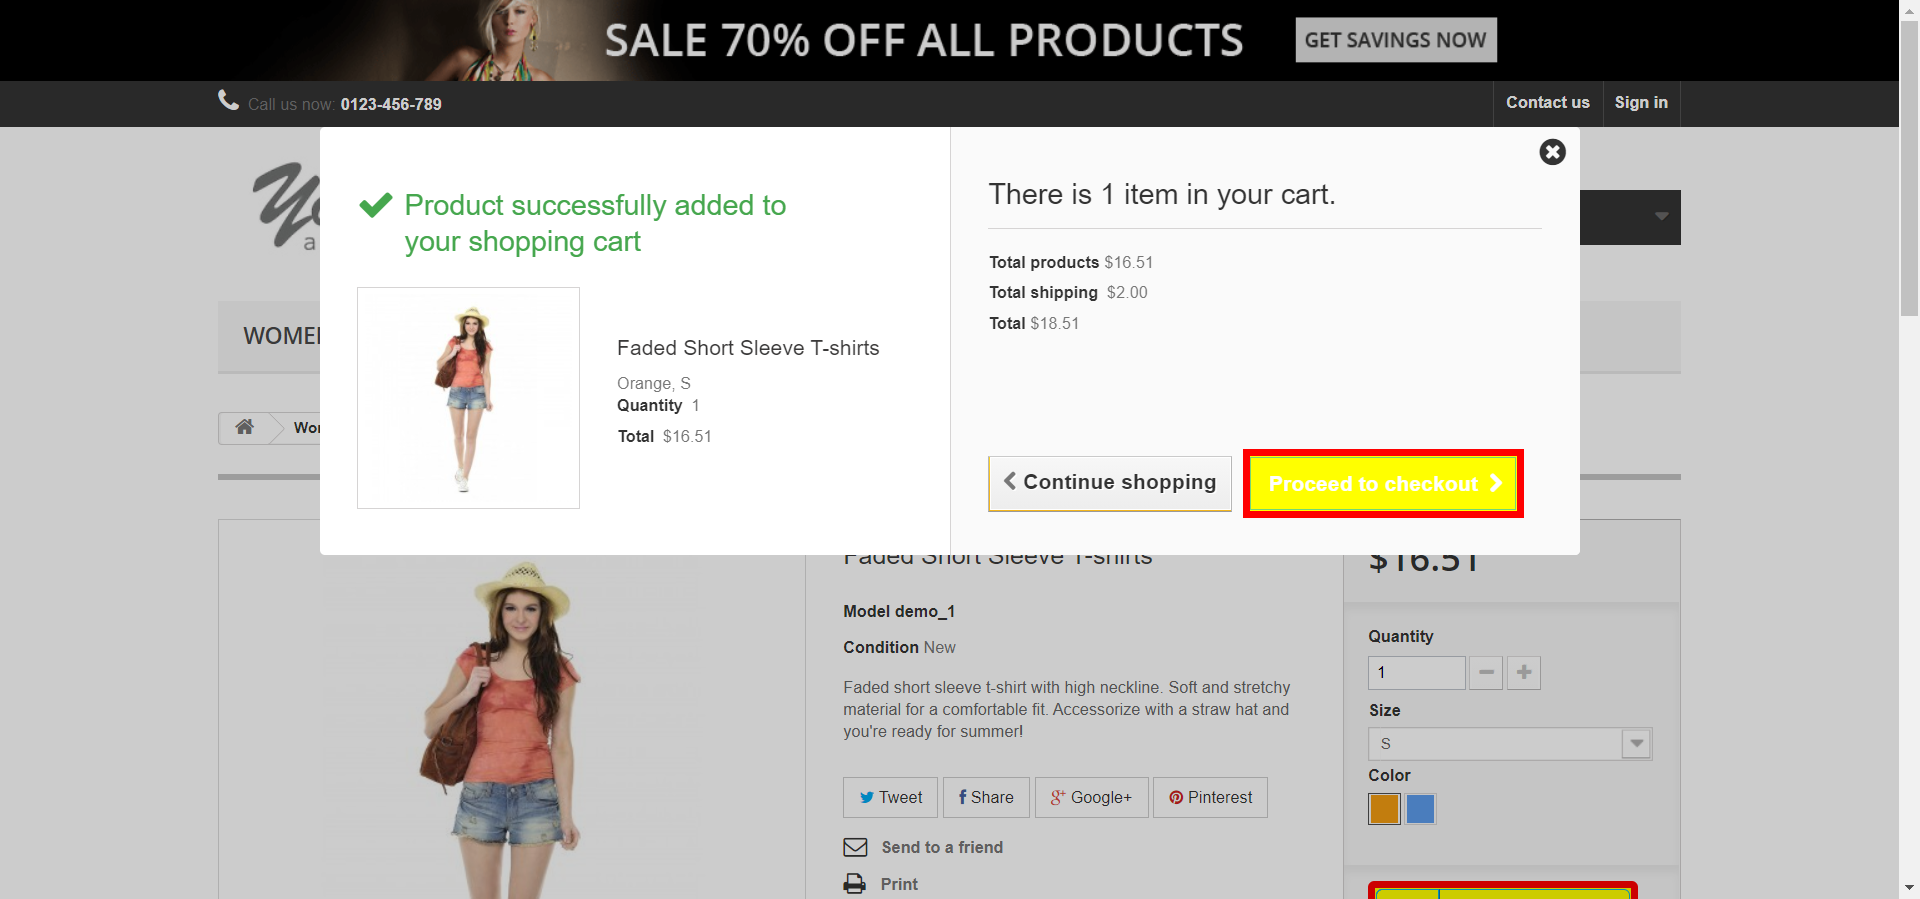 SALE 70% OFF ALL PRODUCTS
GET SAVINGS NOW
Call us now: 0123-456-789
Contact us
Sign in
Product successfully added to
your shopping cart
Faded Short Sleeve T-shirts
Orange, S
Quantity 1
Total $16.51
There is 1 item in your cart.
Total products $16.51
Total shipping $2.00
Total $18.51
Continue shopping
Proceed to checkout
Faded Short Sleeve T-shirts
Model demo_1
Condition New
Faded short sleeve t-shirt with high neckline. Soft and stretchy
material for a comfortable fit. Accessorize with a straw hat and
you're ready for summer!
Tweet
Share
Google+
Pinterest
Send to a friend
Print
$16.51
Quantity
1
Size
S
Color